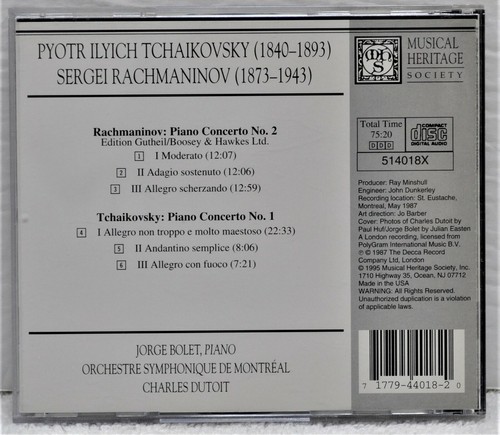 PYOTR ILYICH TCHAIKOVSKY (1840–1893)
SERGEI RACHMANINOV (1873–1943)
Rachmaninov: Piano Concerto No. 2
Edition Gutheil/Boosey & Hawkes Ltd.
1 I Moderato (12:07)
2 II Adagio sostenuto (12:06)
3 III Allegro scherzando (12:59)
Tchaikovsky: Piano Concerto No. 1
4 I Allegro non troppo e molto maestoso (22:33)
5 II Andantino semplice (8:06)
6 III Allegro con fuoco (7:21)
JORGE BOLET, PIANO
ORCHESTRE SYMPHONIQUE DE MONTRÉAL
CHARLES DUTOIT
MHS
MUSICAL
HERITAGE
SOCIETY
Total Time
75:20
DDD
COMPACT
disc
DIGITAL AUDIO
514018X
Producer: Ray Minshull
Engineer: John Dunkerley
Recording location: St. Eustache,
Montreal, May 1987
Art direction: Jo Barber
Cover: Photos of Charles Dutoit by
Paul Huf/Jorge Bolet by Julian Easten
A London recording, licensed from
PolyGram International Music B.V.
℗ © 1987 The Decca Record
Company Ltd, London
© 1995 Musical Heritage Society, Inc.
1710 Highway 35, Ocean, NJ 07712
Made in the USA
WARNING: All Rights Reserved.
Unauthorized duplication is a violation
of applicable laws.
7 1779-44018-2 0